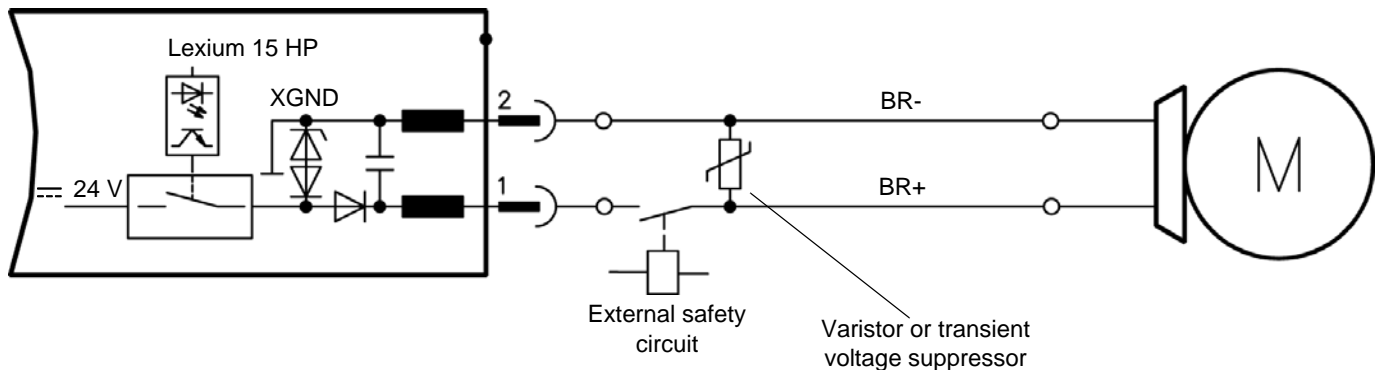 Lexium 15 HP
XGND
2
BR-
24 V
1
BR+
M
External safety
circuit
Varistor or transient
voltage suppressor